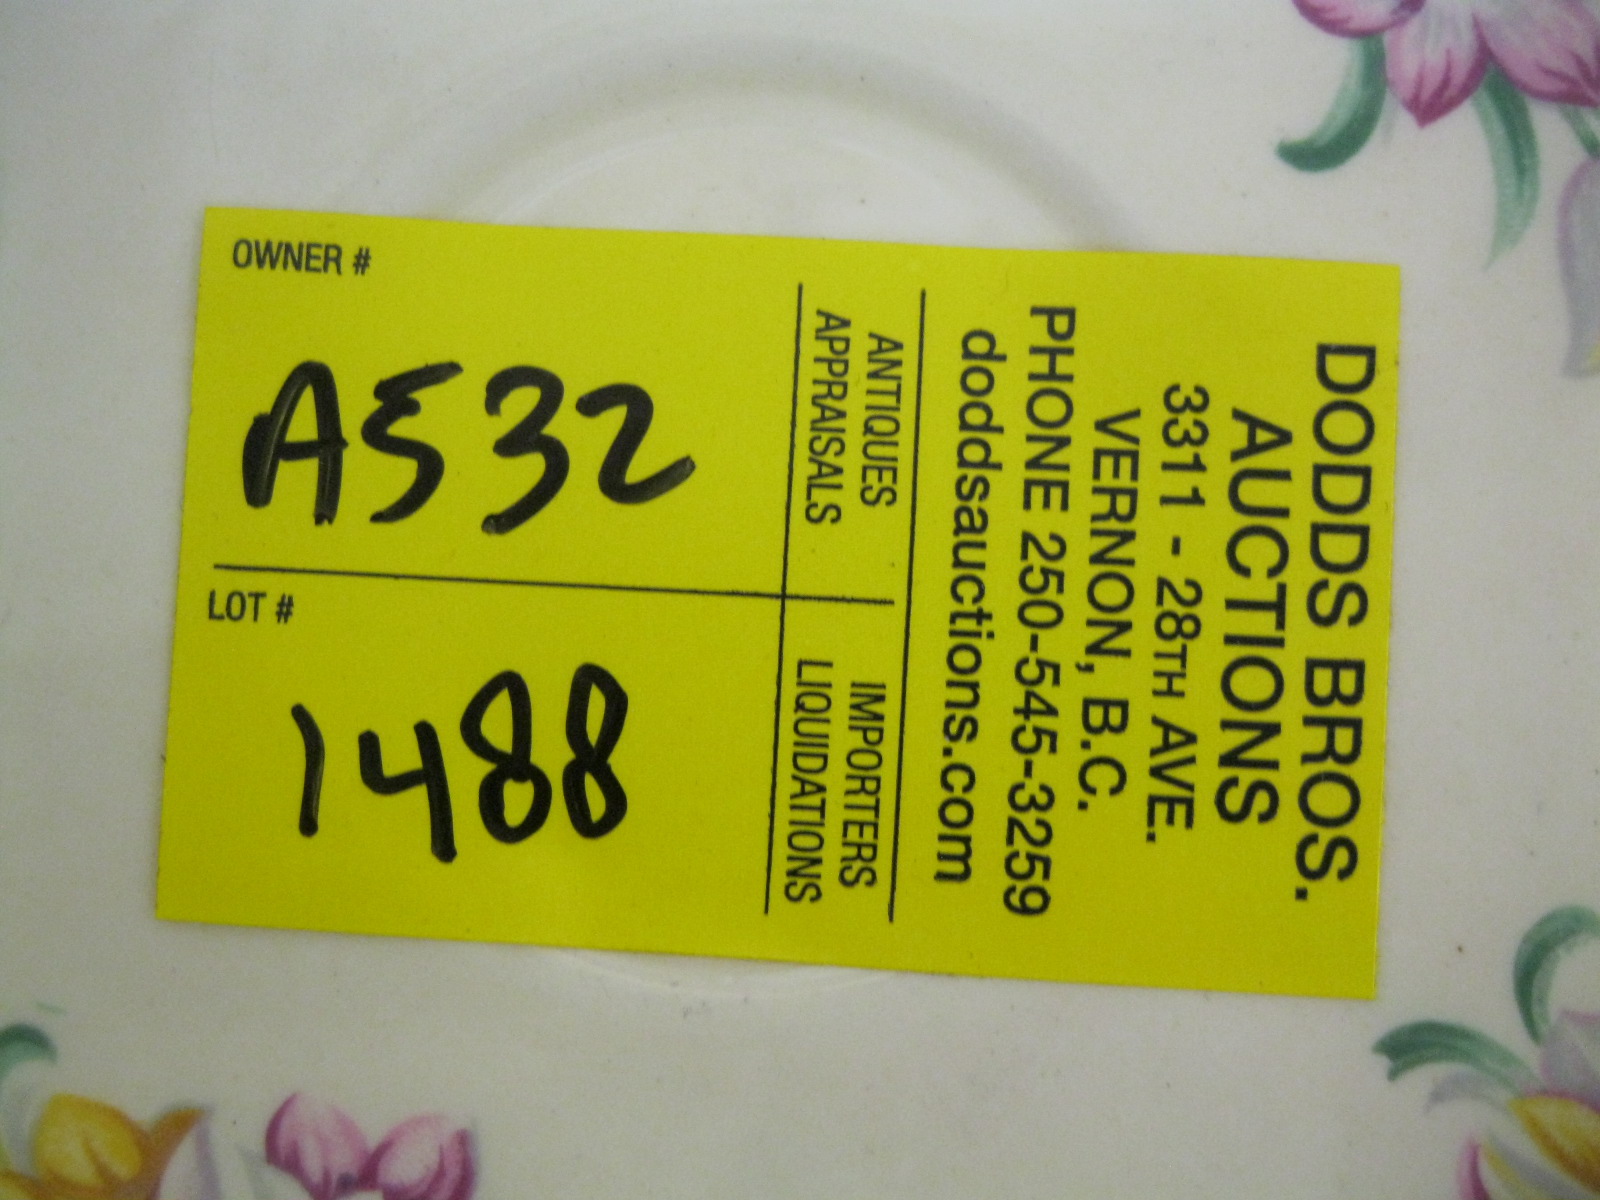 DODDS BROS.
AUCTIONS
3311 - 28TH AVE.
VERNON, B.C.
PHONE 250-545-3259
doddsauctions.com
ANTIQUES
APPRAISALS
IMPORTERS
LIQUIDATIONS
OWNER #
A532
LOT #
1488